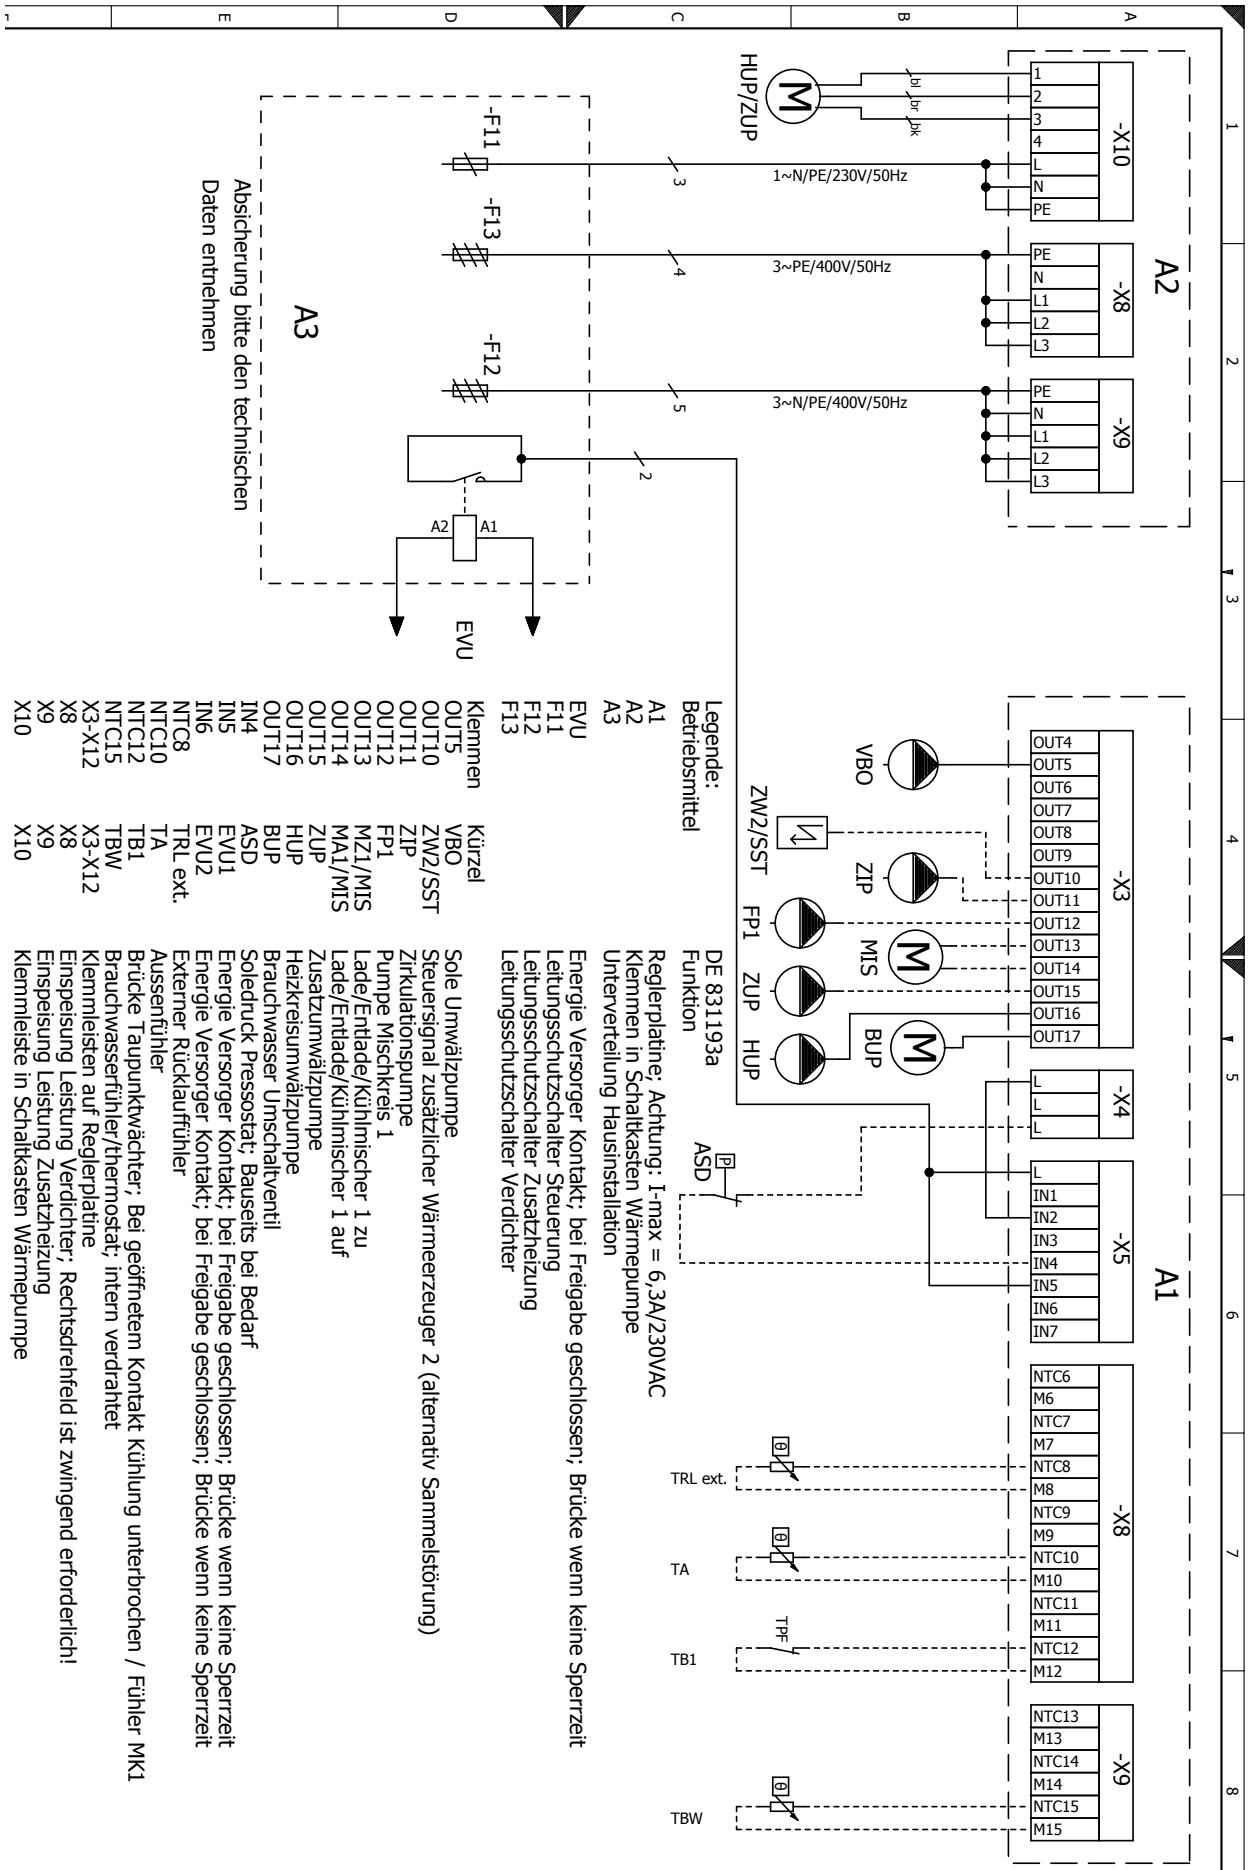 A
B
C
D
E
1
2
3
4
5
6
7
8
A2
-X10
1
2
3
4
L
N
PE
-X8
PE
N
L1
L2
L3
-X9
PE
N
L1
L2
L3
bl
br
bk
HUP/ZUP
M
1~N/PE/230V/50Hz
3
3~PE/400V/50Hz
4
3~N/PE/400V/50Hz
5
2
-F11
-F13
-F12
A3
A2
A1
EVU
Absicherung bitte den technischen
Daten entnehmen
A1
-X3
OUT4
OUT5
OUT6
OUT7
OUT8
OUT9
OUT10
OUT11
OUT12
OUT13
OUT14
OUT15
OUT16
OUT17
-X4
L
L
L
-X5
L
IN1
IN2
IN3
IN4
IN5
IN6
IN7
-X8
NTC6
M6
NTC7
M7
NTC8
M8
NTC9
M9
NTC10
M10
NTC11
M11
NTC12
M12
-X9
NTC13
M13
NTC14
M14
NTC15
M15
VBO
ZW2/SST
ZIP
FP1
M
MIS
ZUP
HUP
M
BUP
P
ASD
θ
TRL ext.
θ
TA
TPF
TB1
θ
TBW
Legende: DE 831193a
Betriebsmittel Funktion
A1 Reglerplatine; Achtung: I-max = 6,3A/230VAC
A2 Klemmen in Schaltkasten Wärmepumpe
A3 Unterverteilung Hausinstallation
EVU Energie Versorger Kontakt; bei Freigabe geschlossen; Brücke wenn keine Sperrzeit
F11 Leitungsschutzschalter Steuerung
F12 Leitungsschutzschalter Zusatzheizung
F13 Leitungsschutzschalter Verdichter
Klemmen Kürzel
OUT5 VBO Sole Umwälzpumpe
OUT10 ZW2/SST Steuersignal zusätzlicher Wärmeerzeuger 2 (alternativ Sammelstörung)
OUT11 ZIP Zirkulationspumpe
OUT12 FP1 Pumpe Mischkreis 1
OUT13 MZ1/MIS Lade/Entlade/Kühlmischer 1 zu
OUT14 MA1/MIS Lade/Entlade/Kühlmischer 1 auf
OUT15 ZUP Zusatzumwälzpumpe
OUT16 HUP Heizkreisumwälzpumpe
OUT17 BUP Brauchwasser Umschaltventil
IN4 ASD Soledruck Pressostat; Bauseits bei Bedarf
IN5 EVU1 Energie Versorger Kontakt; bei Freigabe geschlossen; Brücke wenn keine Sperrzeit
IN6 EVU2 Energie Versorger Kontakt; bei Freigabe geschlossen; Brücke wenn keine Sperrzeit
NTC8 TRL ext. Externer Rücklauffühler
NTC10 TA Aussenfühler
NTC12 TB1 Brücke Taupunktwächter; Bei geöffnetem Kontakt Kühlung unterbrochen / Fühler MK1
NTC15 TBW Brauchwasserfühler/thermostat; intern verdrahtet
X3-X12 X3-X12 Klemmleisten auf Reglerplatine
X8 X8 Einspeisung Leistung Verdichter; Rechtsdrehfeld ist zwingend erforderlich!
X9 X9 Einspeisung Leistung Zusatzheizung
X10 X10 Klemmleiste in Schaltkasten Wärmepumpe